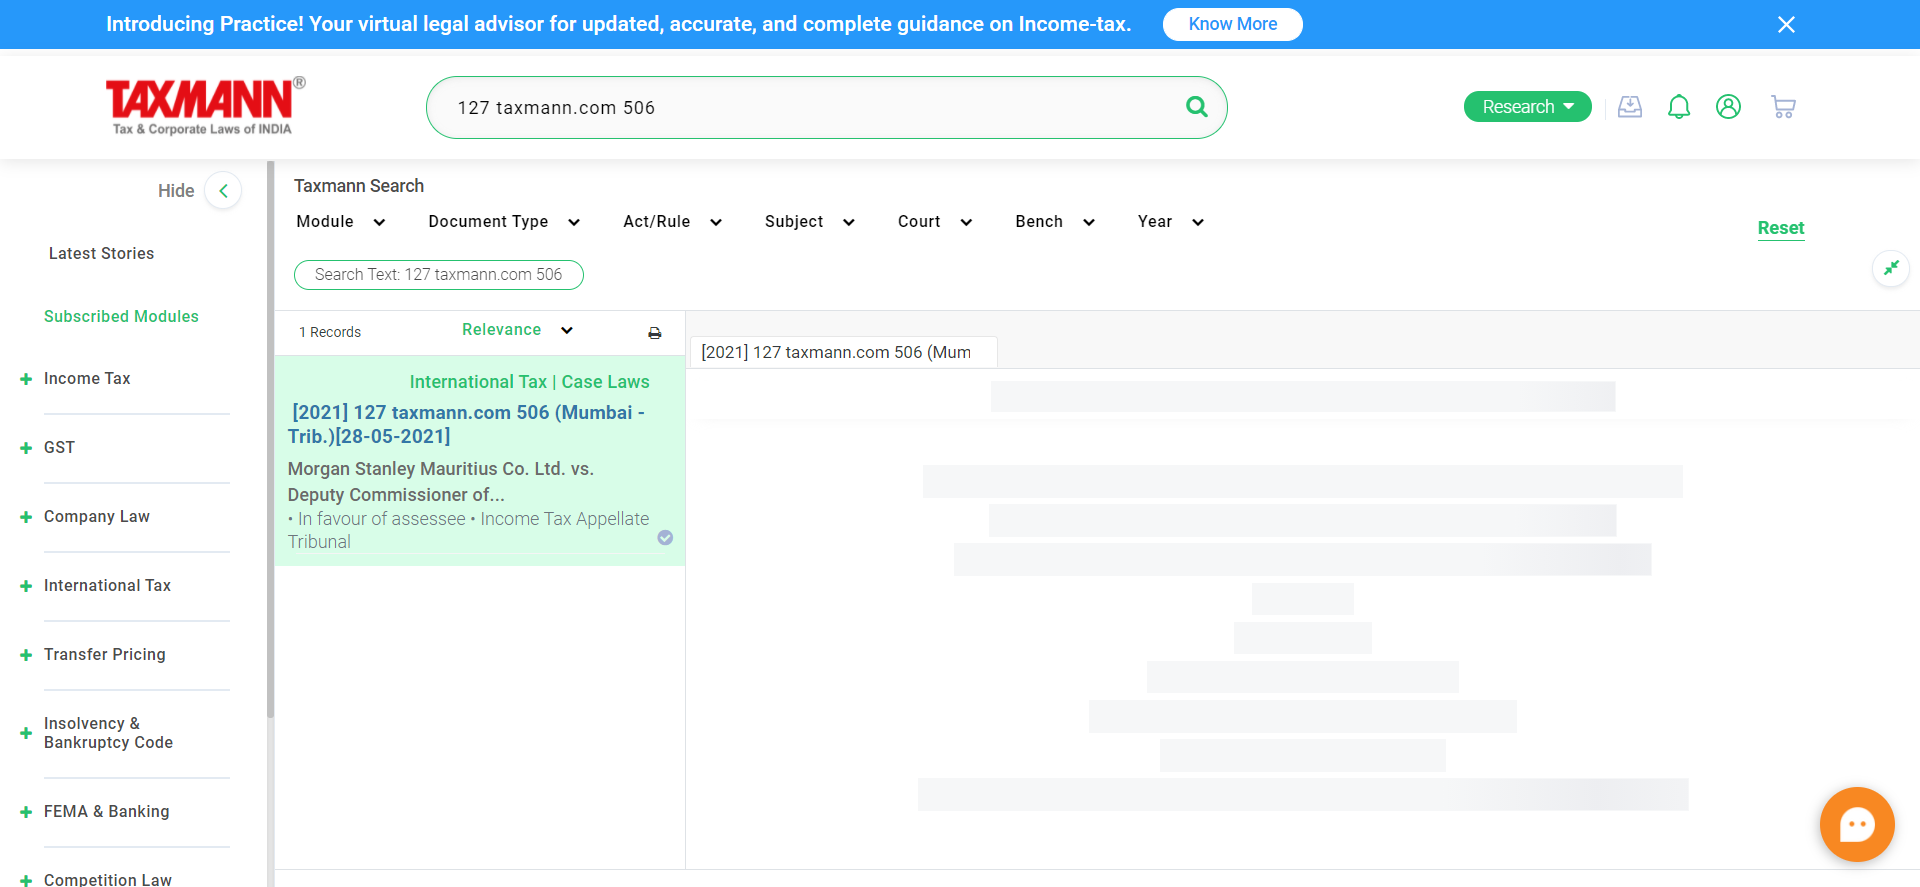 Introducing Practice! Your virtual legal advisor for updated, accurate, and complete guidance on Income-tax.
Know More
TAXMANN®
Tax & Corporate Laws of INDIA
127 taxmann.com 506
Research
Hide
Latest Stories
Subscribed Modules
Income Tax
GST
Company Law
International Tax
Transfer Pricing
Insolvency &
Bankruptcy Code
FEMA & Banking
Competition Law
Taxmann Search
Module
Document Type
Act/Rule
Subject
Court
Bench
Year
Reset
Search Text: 127 taxmann.com 506
1 Records
Relevance
International Tax | Case Laws
[2021] 127 taxmann.com 506 (Mumbai -
Trib.)[28-05-2021]
Morgan Stanley Mauritius Co. Ltd. vs.
Deputy Commissioner of...
• In favour of assessee • Income Tax Appellate
Tribunal
[2021] 127 taxmann.com 506 (Mum